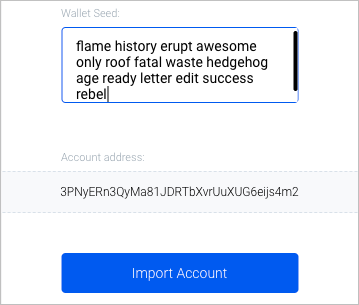 Wallet Seed:
flame history erupt awesome
only roof fatal waste hedgehog
age ready letter edit success
rebel
Account address:
3PNyERn3QyMa81JDRTbXvrUuXUG6eijs4m2
Import Account